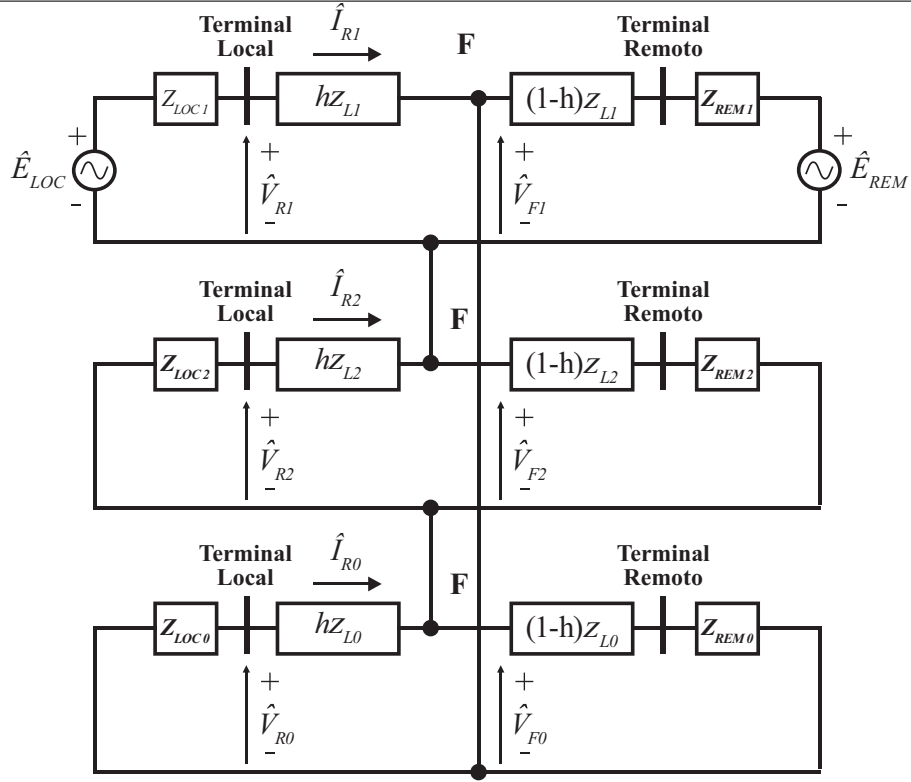 Terminal Local
Î_R1
F
Terminal Remoto
Z_LOC1
hz_L1
(1-h)z_L1
Z_REM1
+
Ê_LOC
-
+
V̂_R1
-
+
V̂_F1
-
+
Ê_REM
-
Terminal Local
Î_R2
F
Terminal Remoto
Z_LOC2
hz_L2
(1-h)z_L2
Z_REM2
+
V̂_R2
-
+
V̂_F2
-
Terminal Local
Î_R0
F
Terminal Remoto
Z_LOC0
hz_L0
(1-h)z_L0
Z_REM0
+
V̂_R0
-
+
V̂_F0
-